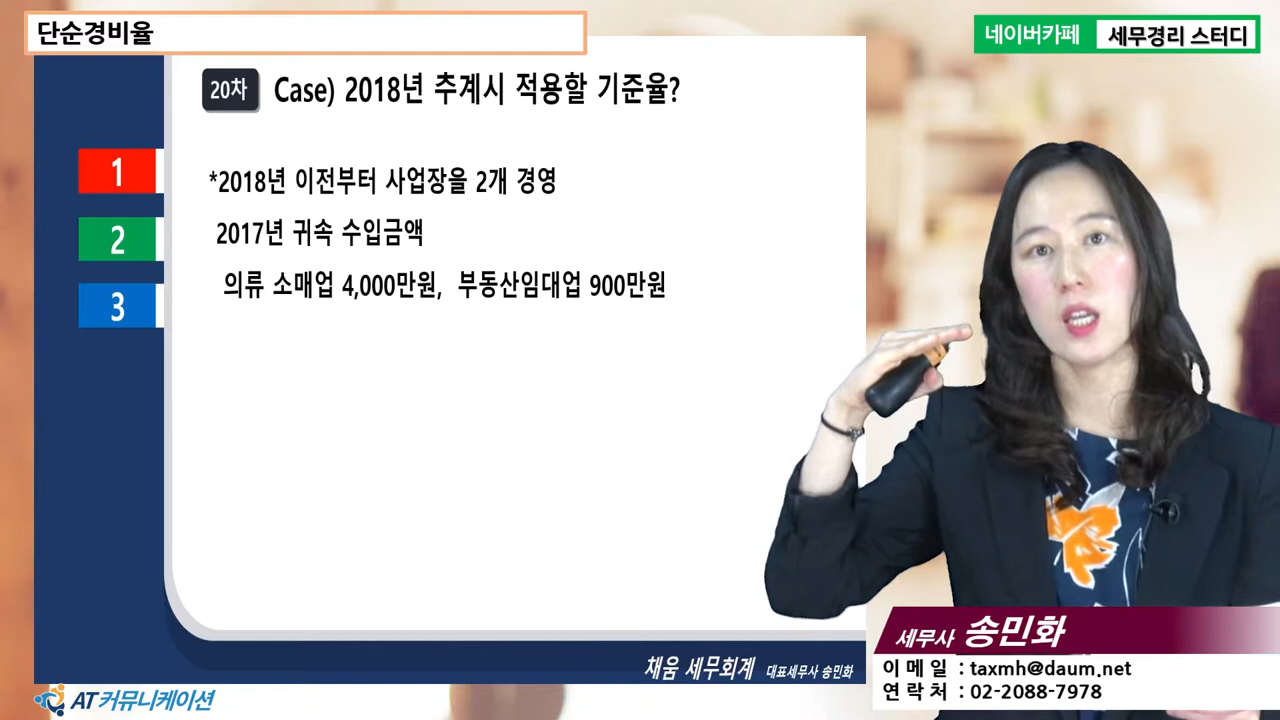 단순경비율
네이버카페 세무경리 스터디
20차 Case) 2018년 추계시 적용할 기준율?
1
2
3
*2018년 이전부터 사업장을 2개 경영
2017년 귀속 수입금액
의류 소매업 4,000만원, 부동산임대업 900만원
세무사 송민화
이 메 일 : taxmh@daum.net
연 락 처 : 02-2088-7978
채움 세무회계 대표세무사 송민화
AT커뮤니케이션